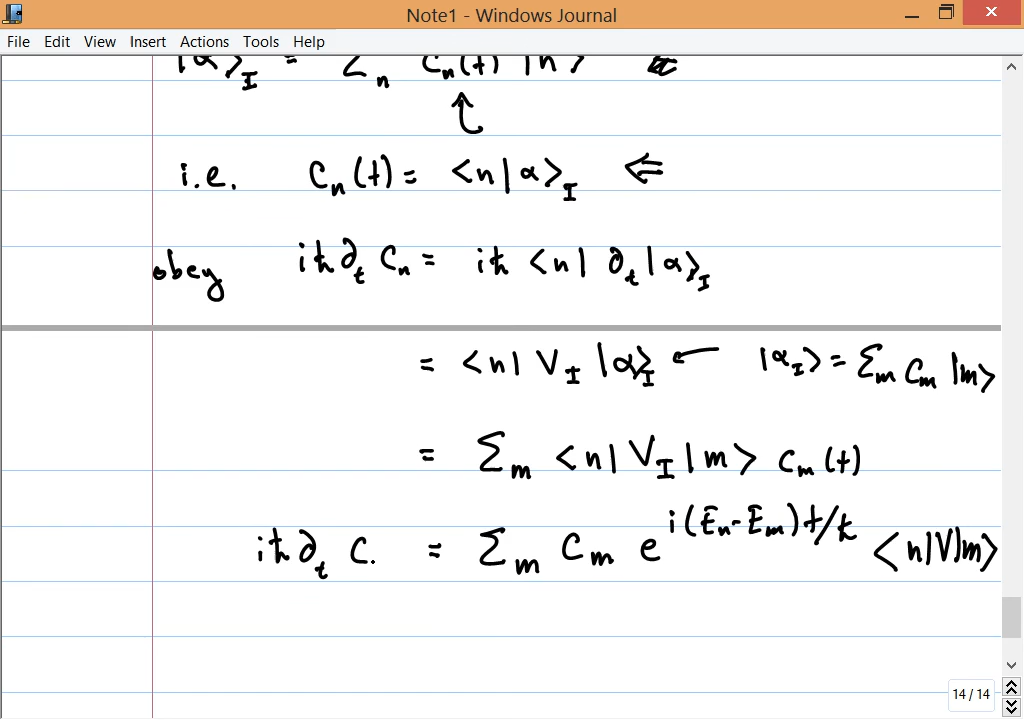 Note1 - Windows Journal
File Edit View Insert Actions Tools Help
|α⟩_I = Σ_n C_n(t) |n⟩
i.e. C_n(t) = <n|α>_I ⇐
obey iħ∂_t C_n = iħ <n| ∂_t |α>_I
= <n| V_I |α>_I ← |α_I> = Σ_m C_m |m>
= Σ_m <n| V_I |m> C_m(t)
iħ∂_t C. = Σ_m C_m e^{i(E_n-E_m)t/ħ} <n|V|m>
14 / 14